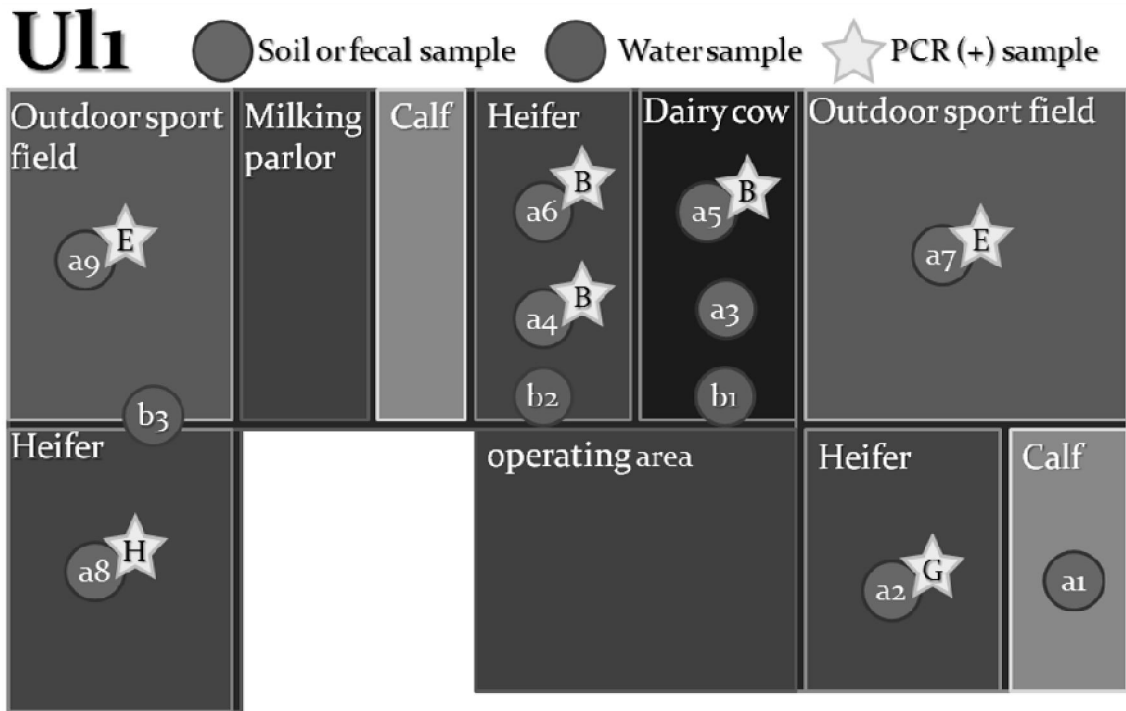 Ul1
Soil or fecal sample
Water sample
PCR (+) sample
Outdoor sport
field
Milking
parlor
Calf
Heifer
Dairy cow
Outdoor sport field
a9
E
a6
B
a4
B
b2
a5
B
a3
b1
a7
E
b3
Heifer
a8
H
operating area
Heifer
a2
G
Calf
a1